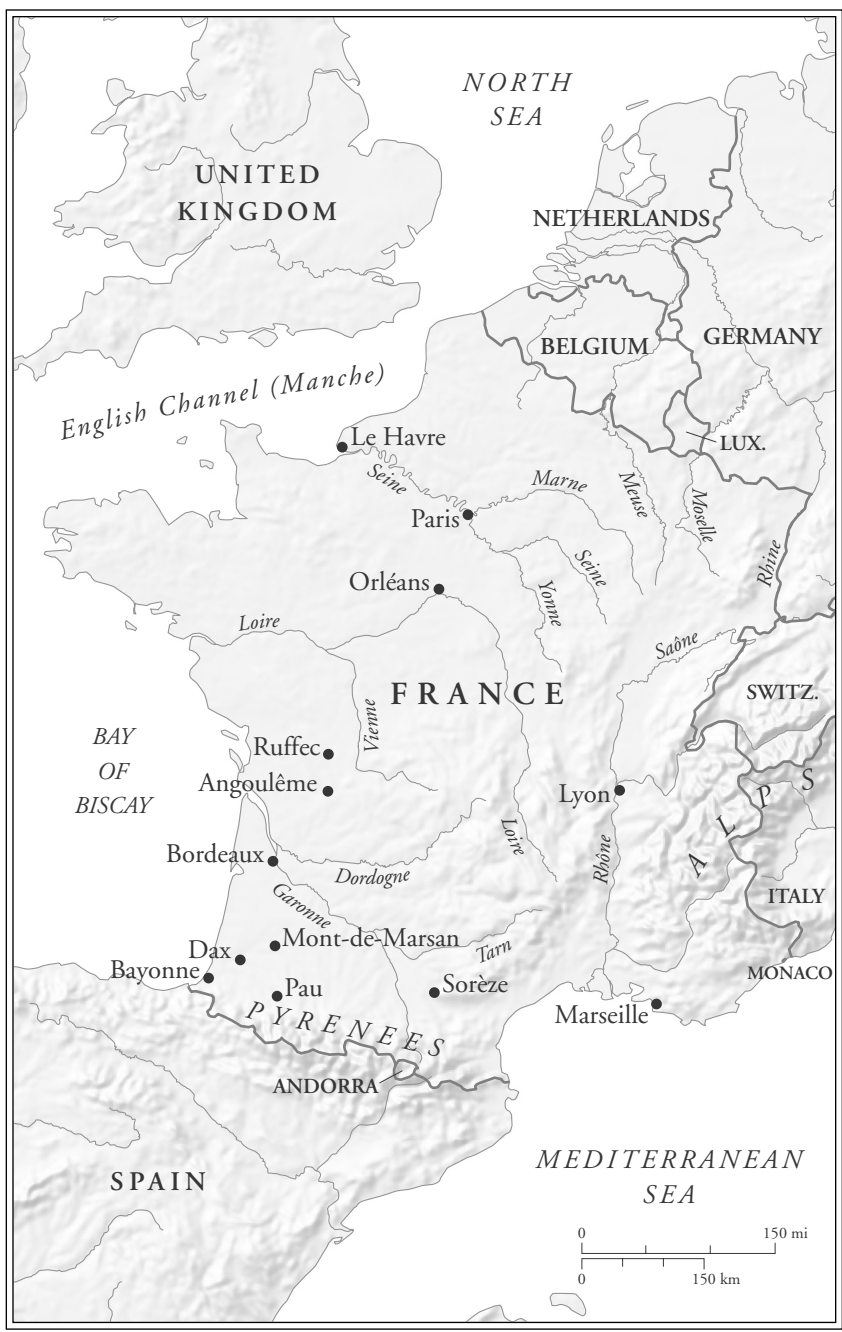 NORTH
SEA
UNITED
KINGDOM
NETHERLANDS
BELGIUM
GERMANY
English Channel (Manche)
LUX.
Le Havre
Seine
Marne
Meuse
Moselle
Paris
Seine
Rhine
Orléans
Yonne
Loire
Saône
FRANCE
SWITZ.
Vienne
BAY
OF
BISCAY
Ruffec
Angoulême
Lyon
ALPS
Loire
Rhône
Bordeaux
Dordogne
Garonne
ITALY
Mont-de-Marsan
Tarn
Dax
Bayonne
MONACO
Pau
Sorèze
PYRENEES
Marseille
ANDORRA
SPAIN
MEDITERRANEAN
SEA
0 150 mi
0 150 km